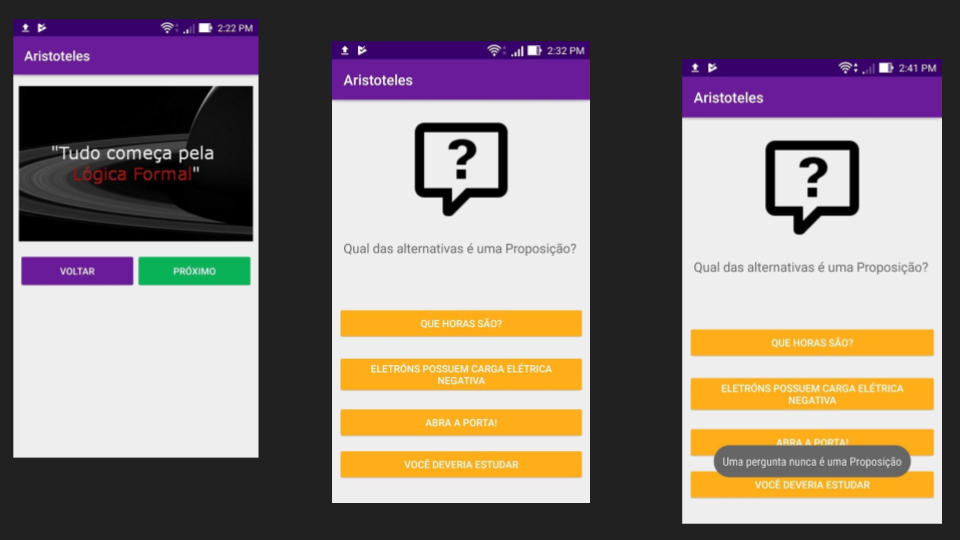 2:22 PM
Aristoteles
"Tudo começa pela
Lógica Formal"
VOLTAR
PRÓXIMO
2:32 PM
Aristoteles
?
Qual das alternativas é uma Proposição?
QUE HORAS SÃO?
ELETRÓNS POSSUEM CARGA ELÉTRICA
NEGATIVA
ABRA A PORTA!
VOCÊ DEVERIA ESTUDAR
2:41 PM
Aristoteles
?
Qual das alternativas é uma Proposição?
QUE HORAS SÃO?
ELETRÓNS POSSUEM CARGA ELÉTRICA
NEGATIVA
ABRA A PORTA!
Uma pergunta nunca é uma Proposição
VOCÊ DEVERIA ESTUDAR